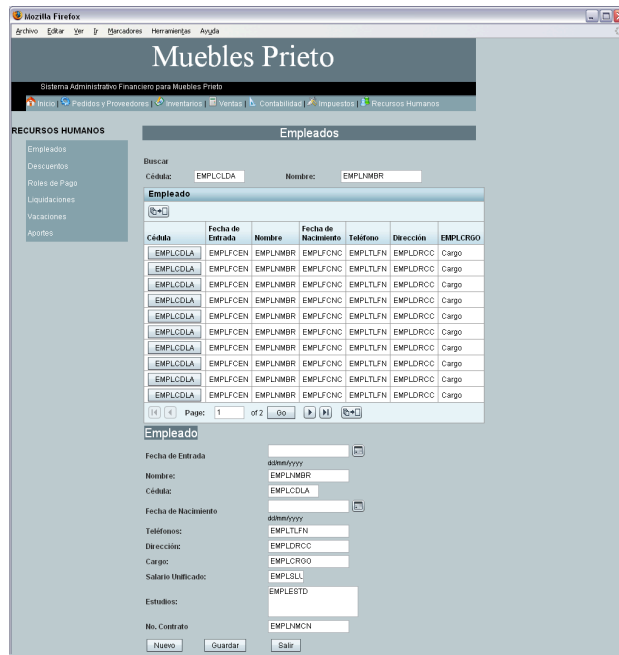 Mozilla Firefox
Archivo Editar Ver Ir Marcadores Herramientas Ayuda
Muebles Prieto
Sistema Administrativo Financiero para Muebles Prieto
Inicio | Pedidos y Proveedores | Inventarios | Ventas | Contabilidad | Impuestos | Recursos Humanos
RECURSOS HUMANOS
Empleados
Descuentos
Roles de Pago
Liquidaciones
Vacaciones
Aportes
Empleados
Buscar
Cédula: EMPLCLDA Nombre: EMPLNMBR
Empleado
Cédula Fecha de Entrada Nombre Fecha de Nacimiento Teléfono Dirección EMPLCRGO
EMPLCDLA EMPLFCEN EMPLNMBR EMPLFCNC EMPLTLFN EMPLDRCC Cargo
EMPLCDLA EMPLFCEN EMPLNMBR EMPLFCNC EMPLTLFN EMPLDRCC Cargo
EMPLCDLA EMPLFCEN EMPLNMBR EMPLFCNC EMPLTLFN EMPLDRCC Cargo
EMPLCDLA EMPLFCEN EMPLNMBR EMPLFCNC EMPLTLFN EMPLDRCC Cargo
EMPLCDLA EMPLFCEN EMPLNMBR EMPLFCNC EMPLTLFN EMPLDRCC Cargo
EMPLCDLA EMPLFCEN EMPLNMBR EMPLFCNC EMPLTLFN EMPLDRCC Cargo
EMPLCDLA EMPLFCEN EMPLNMBR EMPLFCNC EMPLTLFN EMPLDRCC Cargo
EMPLCDLA EMPLFCEN EMPLNMBR EMPLFCNC EMPLTLFN EMPLDRCC Cargo
EMPLCDLA EMPLFCEN EMPLNMBR EMPLFCNC EMPLTLFN EMPLDRCC Cargo
EMPLCDLA EMPLFCEN EMPLNMBR EMPLFCNC EMPLTLFN EMPLDRCC Cargo
Page: 1 of 2 Go
Empleado
Fecha de Entrada
dd/mm/yyyy
Nombre: EMPLNMBR
Cédula: EMPLCDLA
Fecha de Nacimiento
dd/mm/yyyy
Teléfonos: EMPLTLFN
Dirección: EMPLDRCC
Cargo: EMPLCRGO
Salario Unificado: EMPLSLU
Estudios: EMPLESTD
No. Contrato EMPLNMCN
Nuevo Guardar Salir